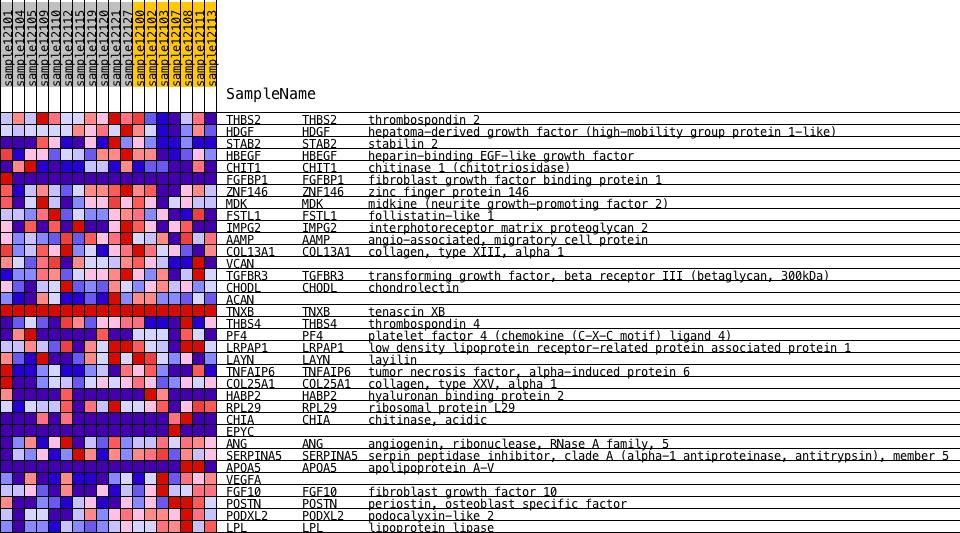 sample12101
sample12104
sample12105
sample12109
sample12110
sample12112
sample12115
sample12119
sample12120
sample12121
sample12127
sample12100
sample12102
sample12103
sample12107
sample12108
sample12111
sample12113
SampleName
THBS2 THBS2 thrombospondin 2
HDGF HDGF hepatoma-derived growth factor (high-mobility group protein 1-like)
STAB2 STAB2 stabilin 2
HBEGF HBEGF heparin-binding EGF-like growth factor
CHIT1 CHIT1 chitinase 1 (chitotriosidase)
FGFBP1 FGFBP1 fibroblast growth factor binding protein 1
ZNF146 ZNF146 zinc finger protein 146
MDK MDK midkine (neurite growth-promoting factor 2)
FSTL1 FSTL1 follistatin-like 1
IMPG2 IMPG2 interphotoreceptor matrix proteoglycan 2
AAMP AAMP angio-associated, migratory cell protein
COL13A1 COL13A1 collagen, type XIII, alpha 1
VCAN
TGFBR3 TGFBR3 transforming growth factor, beta receptor III (betaglycan, 300kDa)
CHODL CHODL chondrolectin
ACAN
TNXB TNXB tenascin XB
THBS4 THBS4 thrombospondin 4
PF4 PF4 platelet factor 4 (chemokine (C-X-C motif) ligand 4)
LRPAP1 LRPAP1 low density lipoprotein receptor-related protein associated protein 1
LAYN LAYN layilin
TNFAIP6 TNFAIP6 tumor necrosis factor, alpha-induced protein 6
COL25A1 COL25A1 collagen, type XXV, alpha 1
HABP2 HABP2 hyaluronan binding protein 2
RPL29 RPL29 ribosomal protein L29
CHIA CHIA chitinase, acidic
EPYC
ANG ANG angiogenin, ribonuclease, RNase A family, 5
SERPINA5 SERPINA5 serpin peptidase inhibitor, clade A (alpha-1 antiproteinase, antitrypsin), member 5
APOA5 APOA5 apolipoprotein A-V
VEGFA
FGF10 FGF10 fibroblast growth factor 10
POSTN POSTN periostin, osteoblast specific factor
PODXL2 PODXL2 podocalyxin-like 2
LPL LPL lipoprotein lipase